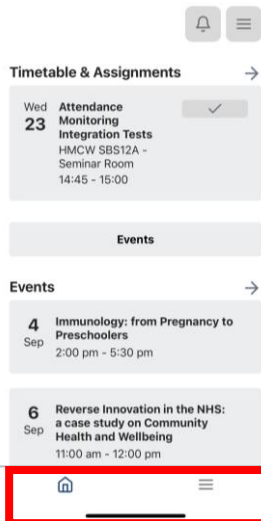 Timetable & Assignments
Wed
23
Attendance
Monitoring
Integration Tests
HMCW SBS12A -
Seminar Room
14:45 - 15:00
Events
Events
4
Sep
Immunology: from Pregnancy to
Preschoolers
2:00 pm - 5:30 pm
6
Sep
Reverse Innovation in the NHS:
a case study on Community
Health and Wellbeing
11:00 am - 12:00 pm